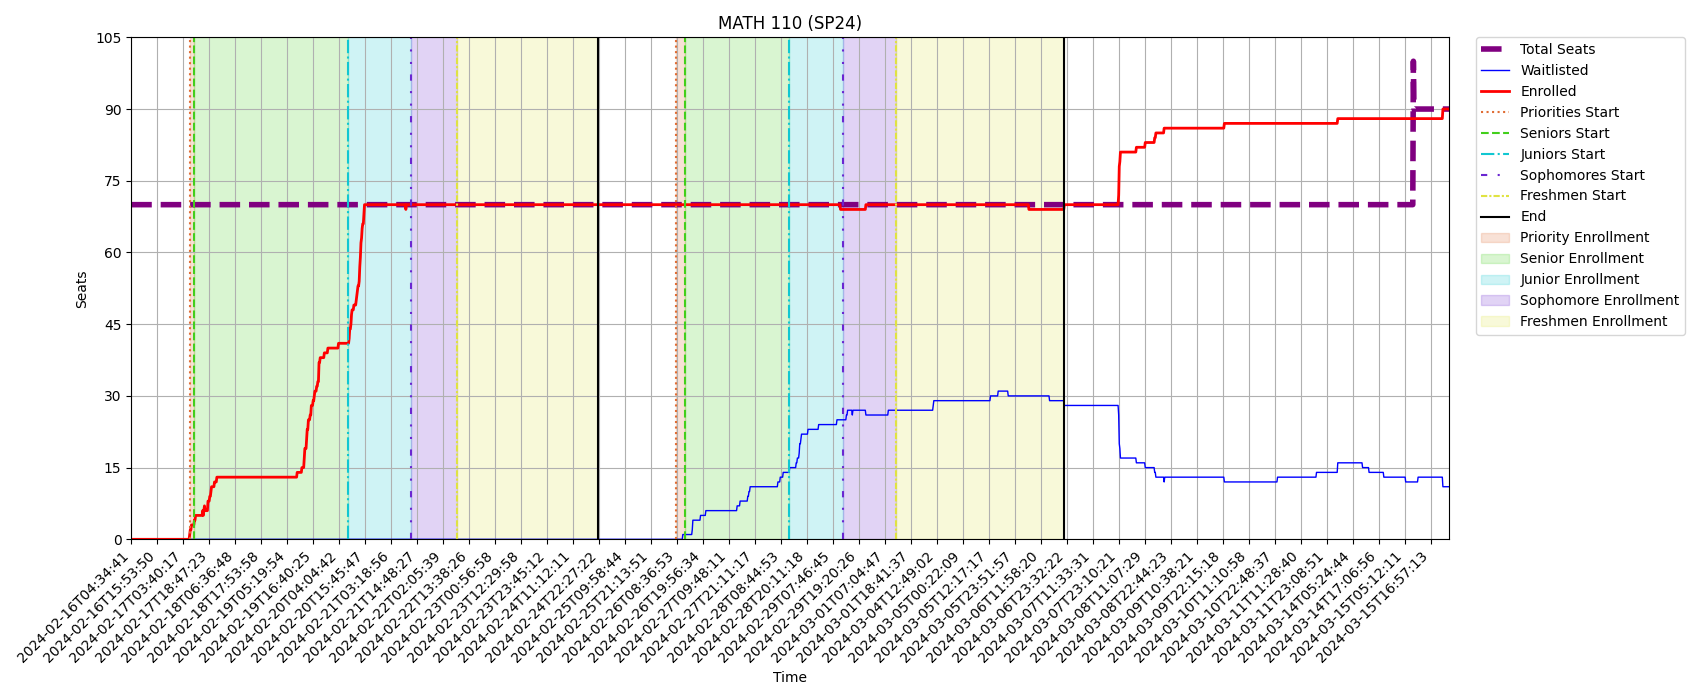 MATH 110 (SP24)
105
90
75
60
45
30
15
0
Seats
2024-02-16T04:34:41
2024-02-16T15:53:50
2024-02-17T03:40:17
2024-02-17T18:47:23
2024-02-18T06:36:48
2024-02-18T17:53:58
2024-02-19T05:19:54
2024-02-19T16:40:25
2024-02-20T04:04:42
2024-02-20T15:45:47
2024-02-21T03:18:56
2024-02-21T14:48:27
2024-02-22T02:05:39
2024-02-22T13:38:26
2024-02-23T00:56:58
2024-02-23T12:29:58
2024-02-23T23:45:12
2024-02-24T11:12:11
2024-02-24T22:27:22
2024-02-25T09:58:44
2024-02-25T21:13:51
2024-02-26T08:36:53
2024-02-26T19:56:34
2024-02-27T09:48:11
2024-02-27T21:11:17
2024-02-28T08:44:53
2024-02-28T20:11:18
2024-02-29T07:46:45
2024-02-29T19:20:26
2024-03-01T07:04:47
2024-03-01T18:41:37
2024-03-04T12:49:02
2024-03-05T00:22:09
2024-03-05T12:17:17
2024-03-05T23:51:57
2024-03-06T11:58:20
2024-03-06T23:32:22
2024-03-07T11:33:31
2024-03-07T23:10:21
2024-03-08T11:07:29
2024-03-08T22:44:23
2024-03-09T10:38:21
2024-03-09T22:15:18
2024-03-10T11:10:58
2024-03-10T22:48:37
2024-03-11T11:28:40
2024-03-11T23:08:51
2024-03-14T05:24:44
2024-03-14T17:06:56
2024-03-15T05:12:11
2024-03-15T16:57:13
Time
Total Seats
Waitlisted
Enrolled
Priorities Start
Seniors Start
Juniors Start
Sophomores Start
Freshmen Start
End
Priority Enrollment
Senior Enrollment
Junior Enrollment
Sophomore Enrollment
Freshmen Enrollment